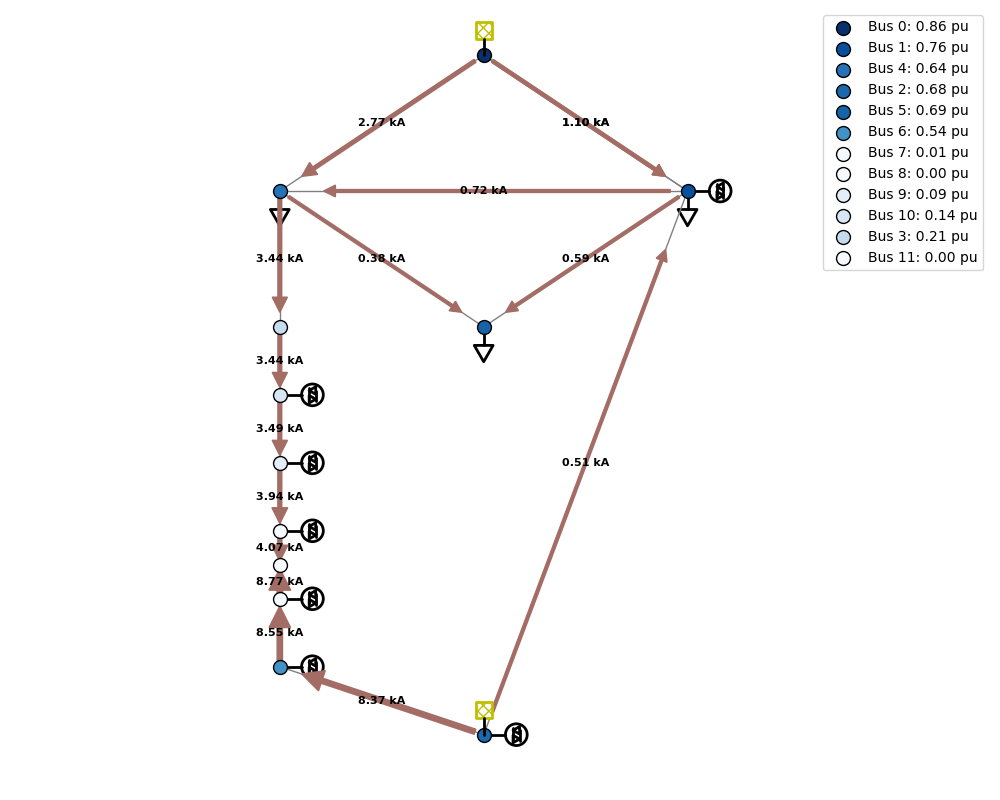 Bus 0: 0.86 pu
Bus 1: 0.76 pu
Bus 4: 0.64 pu
Bus 2: 0.68 pu
Bus 5: 0.69 pu
Bus 6: 0.54 pu
Bus 7: 0.01 pu
Bus 8: 0.00 pu
Bus 9: 0.09 pu
Bus 10: 0.14 pu
Bus 3: 0.21 pu
Bus 11: 0.00 pu
2.77 kA
1.10 kA
0.72 kA
3.44 kA
0.38 kA
0.59 kA
3.44 kA
3.49 kA
0.51 kA
3.94 kA
4.07 kA
8.77 kA
8.55 kA
8.37 kA